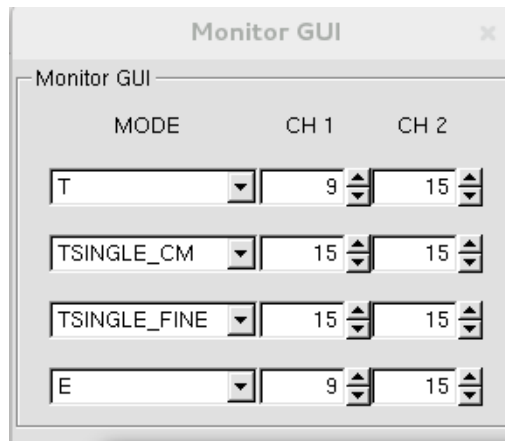 Monitor GUI
Monitor GUI
MODE CH 1 CH 2
T 9 15
TSINGLE_CM 15 15
TSINGLE_FINE 15 15
E 9 15